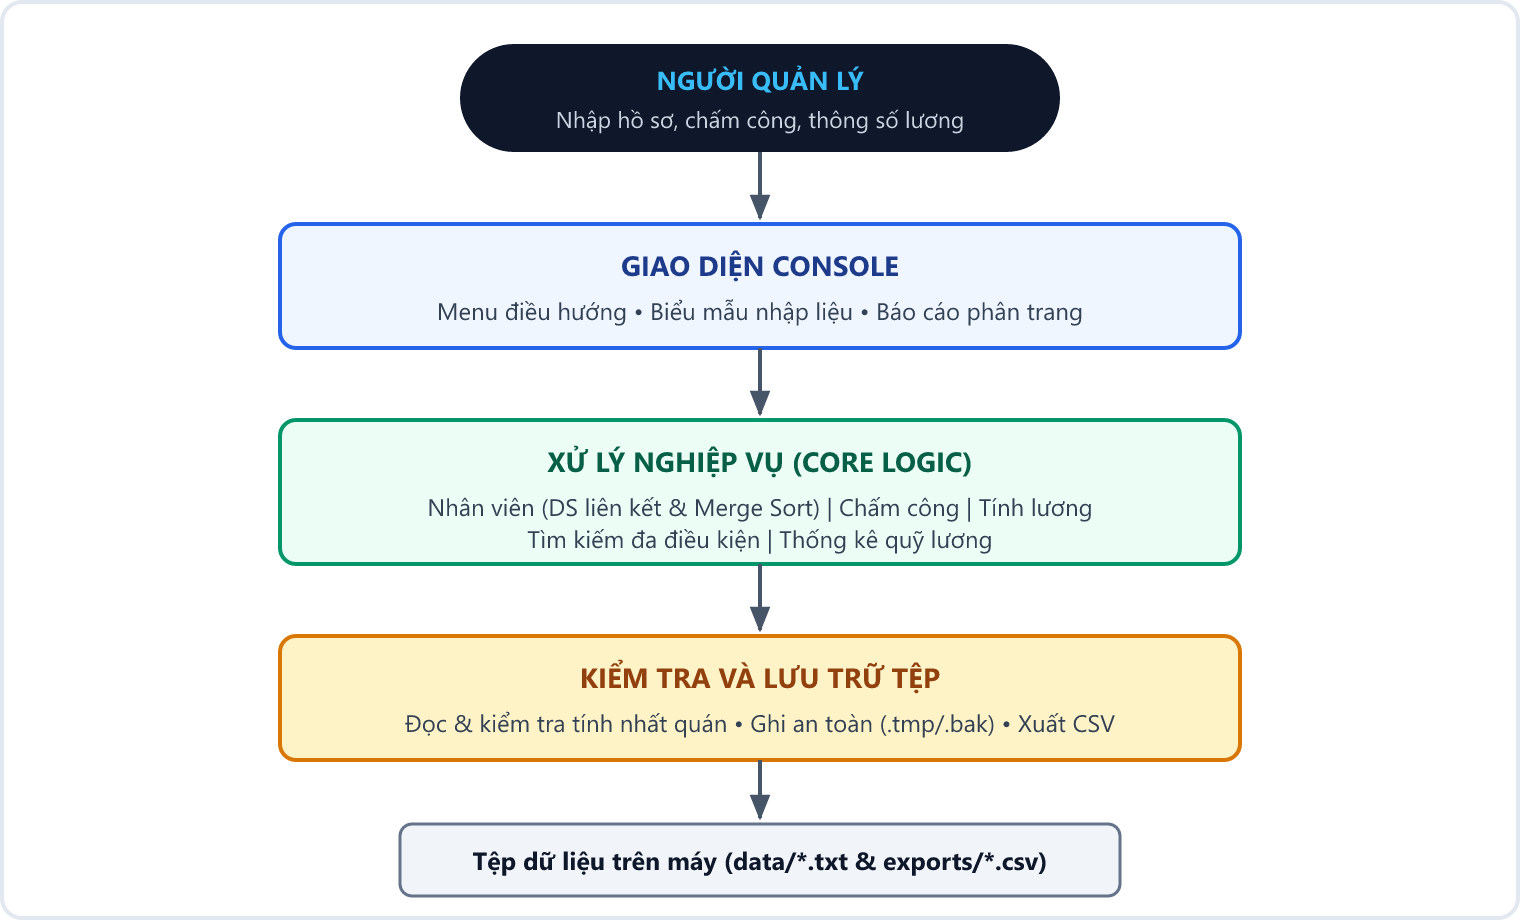 NGƯỜI QUẢN LÝ
Nhập hồ sơ, chấm công, thông số lương
GIAO DIỆN CONSOLE
Menu điều hướng • Biểu mẫu nhập liệu • Báo cáo phân trang
XỬ LÝ NGHIỆP VỤ (CORE LOGIC)
Nhân viên (DS liên kết & Merge Sort) | Chấm công | Tính lương
Tìm kiếm đa điều kiện | Thống kê quỹ lương
KIỂM TRA VÀ LƯU TRỮ TỆP
Đọc & kiểm tra tính nhất quán • Ghi an toàn (.tmp/.bak) • Xuất CSV
Tệp dữ liệu trên máy (data/*.txt & exports/*.csv)